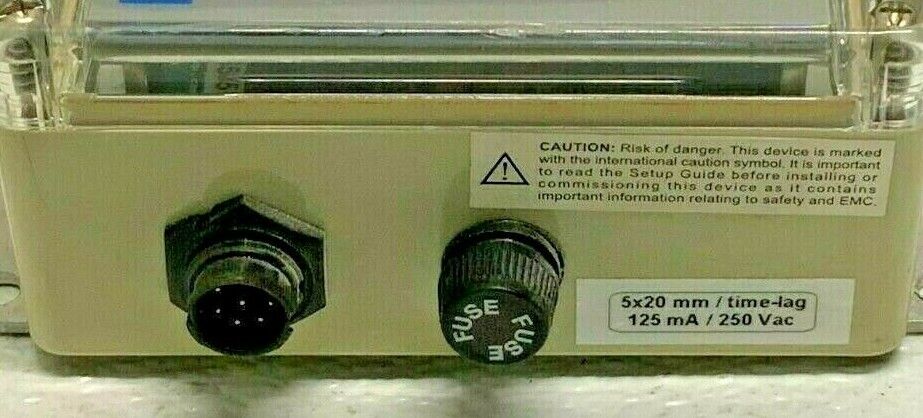 CAUTION: Risk of danger. This device is marked
with the international caution symbol. It is important
to read the Setup Guide before installing or
commissioning this device as it contains
important information relating to safety and EMC.
FUSE FUSE
5x20 mm / time-lag
125 mA / 250 Vac